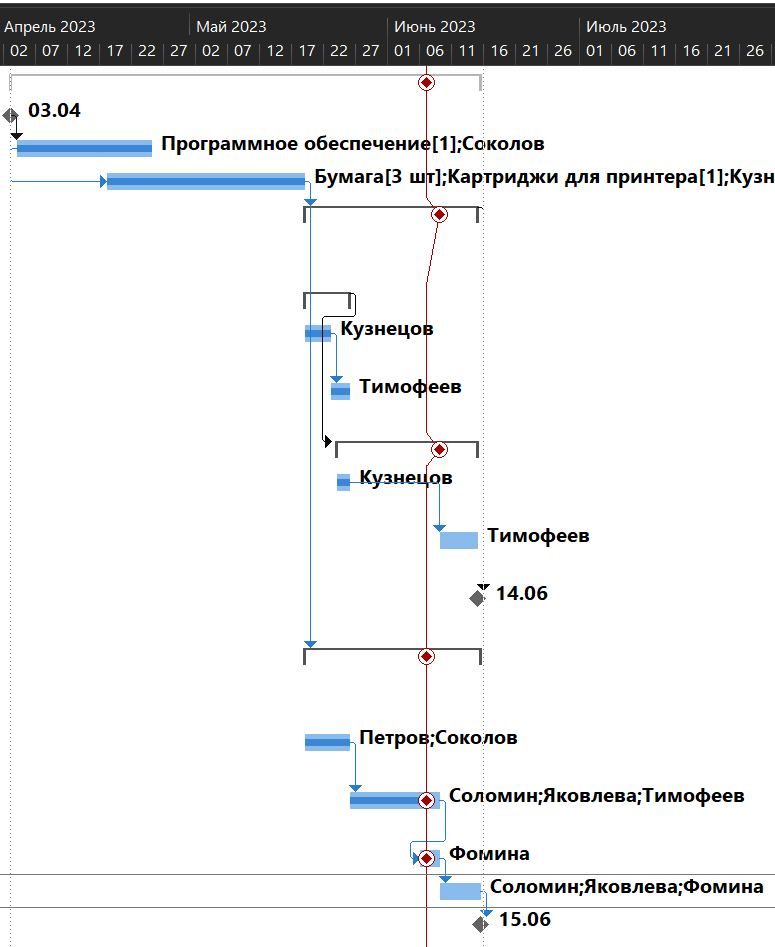 Апрель 2023 Май 2023 Июнь 2023 Июль 2023
02 07 12 17 22 27 02 07 12 17 22 27 01 06 11 16 21 26 01 06 11 16 21 26
03.04
Программное обеспечение[1];Соколов
Бумага[3 шт];Картриджи для принтера[1];Кузн
Кузнецов
Тимофеев
Кузнецов
Тимофеев
14.06
Петров;Соколов
Соломин;Яковлева;Тимофеев
Фомина
Соломин;Яковлева;Фомина
15.06